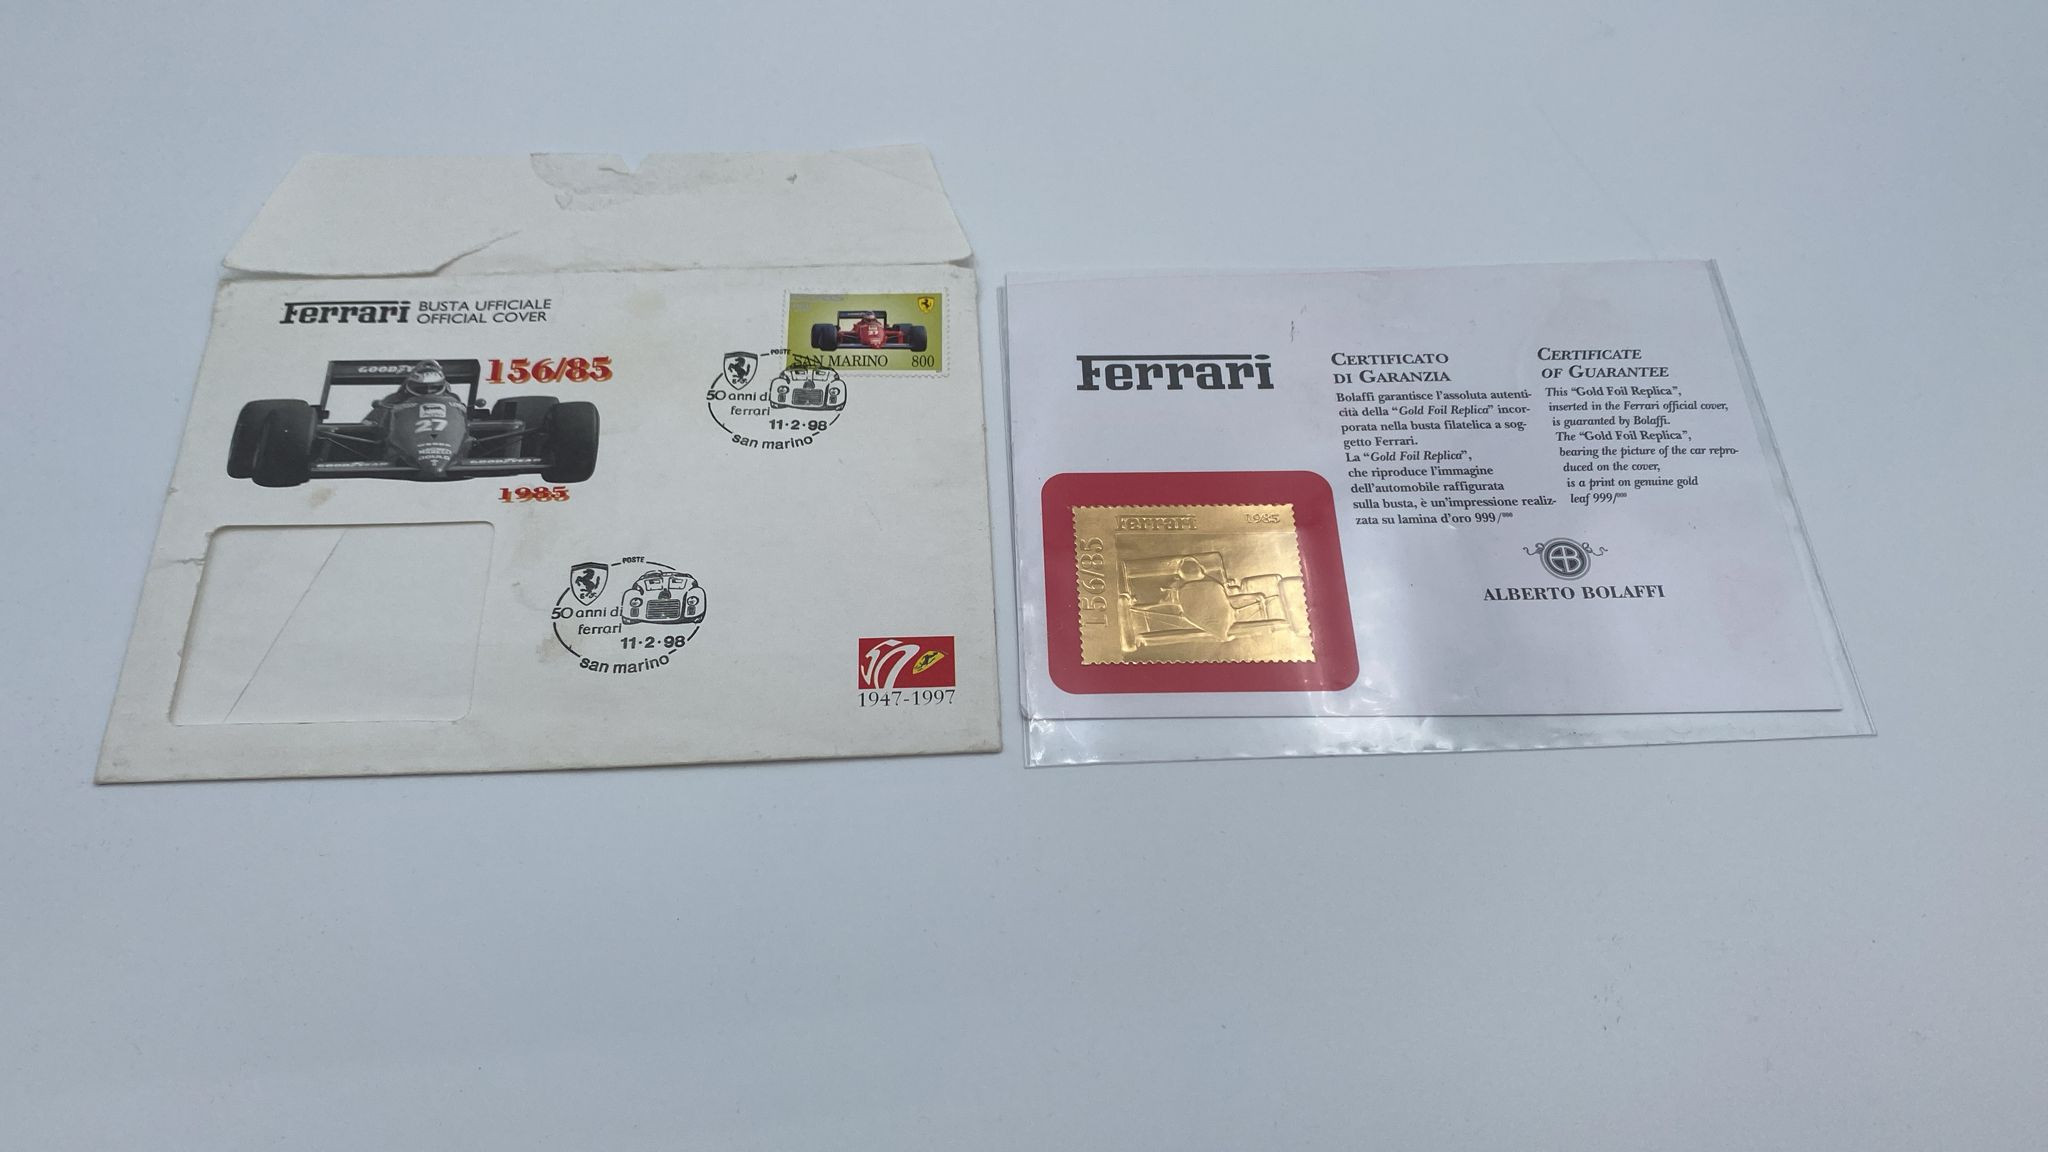 Ferrari BUSTA UFFICIALE
OFFICIAL COVER
156/85
GOODYEAR
27
1985
SAN MARINO 800
POSTE
50 anni di
ferrari
11·2·98
san marino
POSTE
50 anni di
ferrari
11·2·98
san marino
1947-1997
Ferrari
CERTIFICATO
DI GARANZIA
Bolaffi garantisce l'assoluta autenti-
cità della "Gold Foil Replica" incor-
porata nella busta filatelica a sog-
getto Ferrari.
La "Gold Foil Replica",
che riproduce l'immagine
dell'automobile raffigurata
sulla busta, è un'impressione realiz-
zata su lamina d'oro 999/°°°
CERTIFICATE
OF GUARANTEE
This "Gold Foil Replica",
inserted in the Ferrari official cover,
is guaranted by Bolaffi.
The "Gold Foil Replica",
bearing the picture of the car repro-
duced on the cover,
is a print on genuine gold
leaf 999/°°°
ALBERTO BOLAFFI
Ferrari 1985
156/85